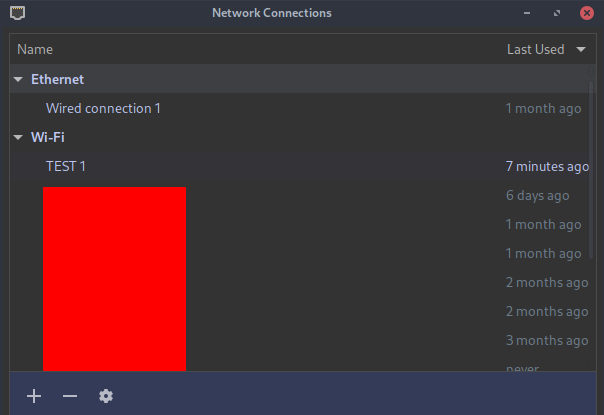 Network Connections
Name Last Used
Ethernet
Wired connection 1 1 month ago
Wi-Fi
TEST 1 7 minutes ago
6 days ago
1 month ago
1 month ago
2 months ago
2 months ago
3 months ago
never